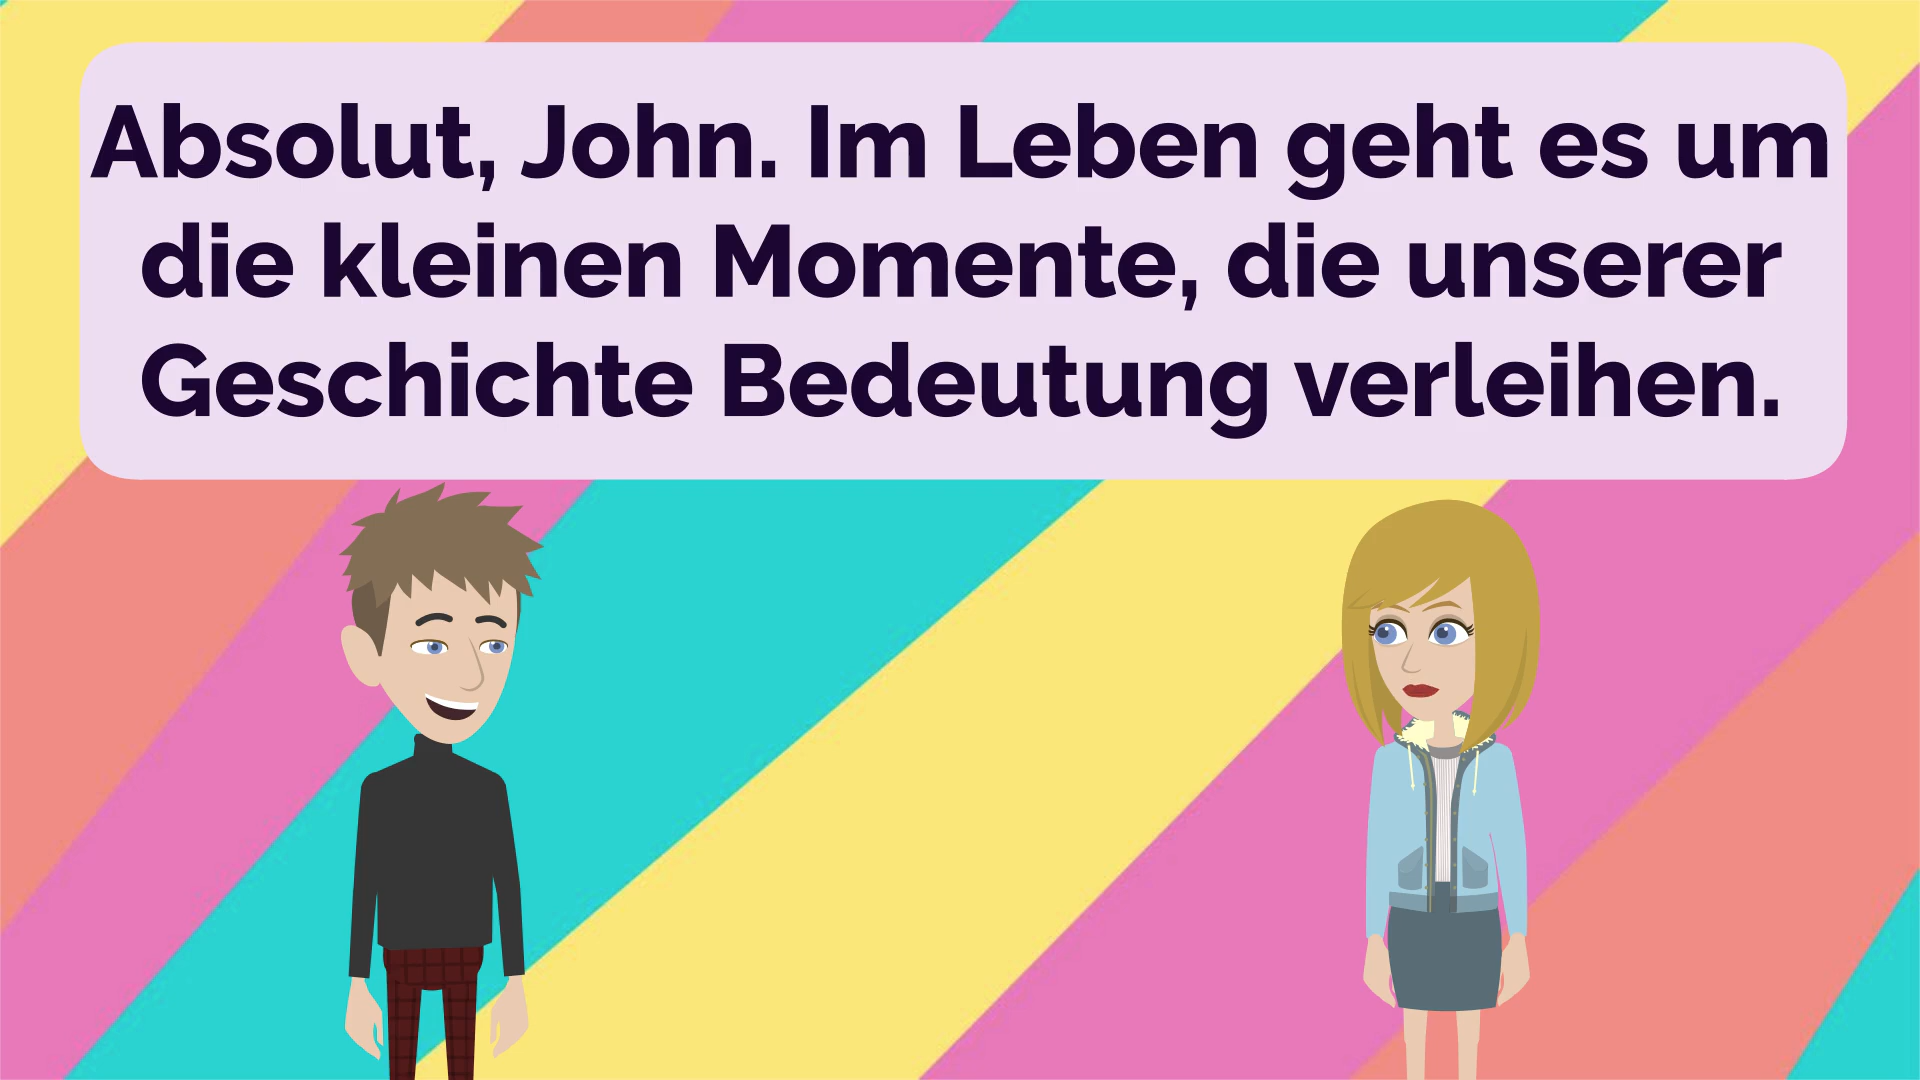 Absolut, John. Im Leben geht es um
die kleinen Momente, die unserer
Geschichte Bedeutung verleihen.